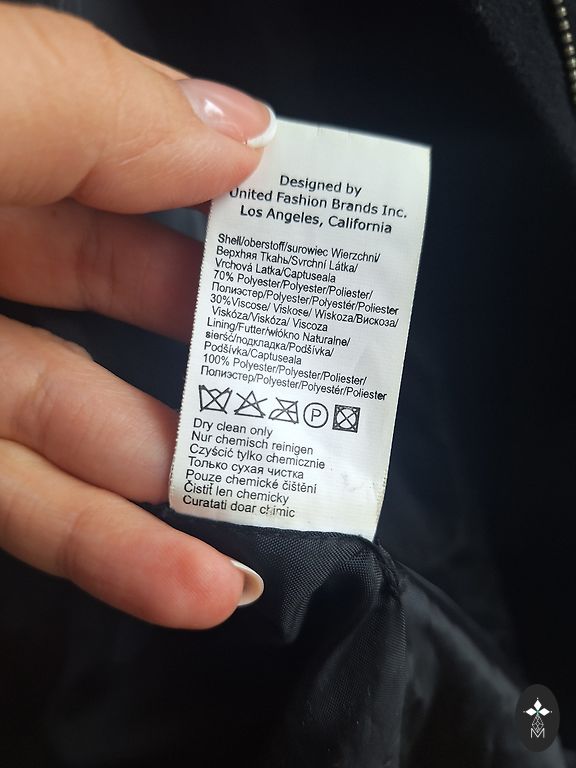 Designed by
United Fashion Brands Inc.
Los Angeles, California
Shell/oberstoff/surowiec Wierzchni/
Верхняя Ткань/Svrchní Látka/
Vrchová Latka/Captuseala
70% Polyester/Polyester/Poliester/
Полиэстер/Polyester/Polyestér/Poliester
30%Viscose/ Viskose/ Wiskoza/Вискоза/
Viskóza/Viskóza/ Viscoza
Lining/Futter/włókno Naturalne/
sierść/подкладка/Podšívka/
Podšívka/Captuseala
100% Polyester/Polyester/Poliester/
Полиэстер/Polyester/Polyestér/Poliester
P
Dry clean only
Nur chemisch reinigen
Czyścić tylko chemicznie
Только сухая чистка
Pouze chemické čištění
Čistiť len chemicky
Curatati doar chimic
M